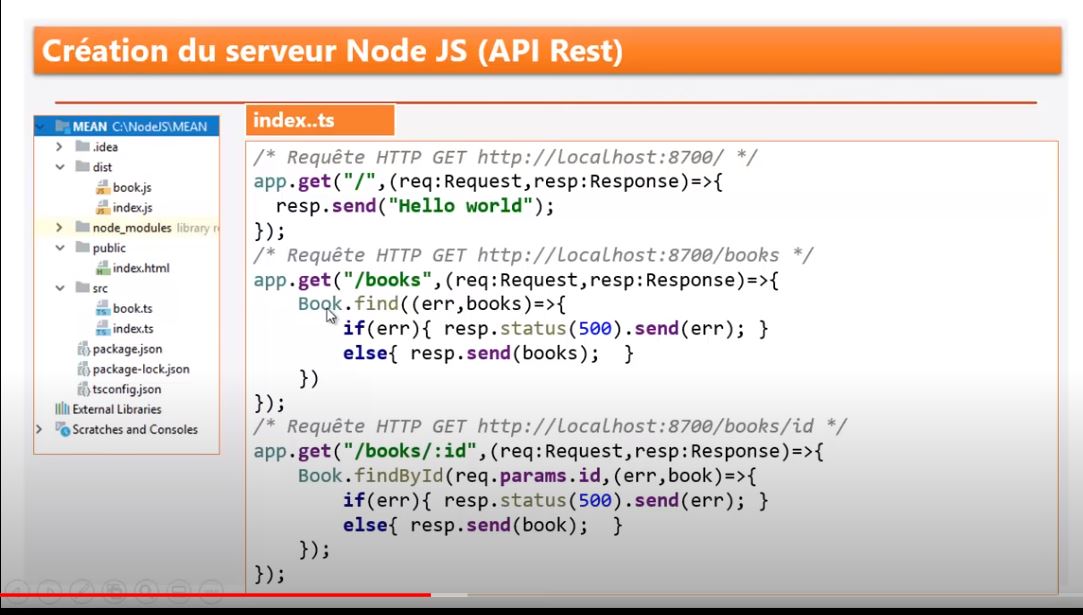 Création du serveur Node JS (API Rest)
MEAN C:\NodeJS\MEAN
.idea
dist
book.js
index.js
node_modules library r
public
index.html
src
book.ts
index.ts
package.json
package-lock.json
tsconfig.json
External Libraries
Scratches and Consoles
index..ts
/* Requête HTTP GET http://localhost:8700/ */
app.get("/",(req:Request,resp:Response)=>{
resp.send("Hello world");
});
/* Requête HTTP GET http://localhost:8700/books */
app.get("/books",(req:Request,resp:Response)=>{
Book.find((err,books)=>{
if(err){ resp.status(500).send(err); }
else{ resp.send(books); }
})
});
/* Requête HTTP GET http://localhost:8700/books/id */
app.get("/books/:id",(req:Request,resp:Response)=>{
Book.findById(req.params.id,(err,book)=>{
if(err){ resp.status(500).send(err); }
else{ resp.send(book); }
});
});